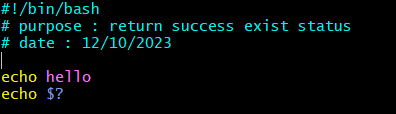 #!/bin/bash
# purpose : return success exist status
# date : 12/10/2023
echo hello
echo $?